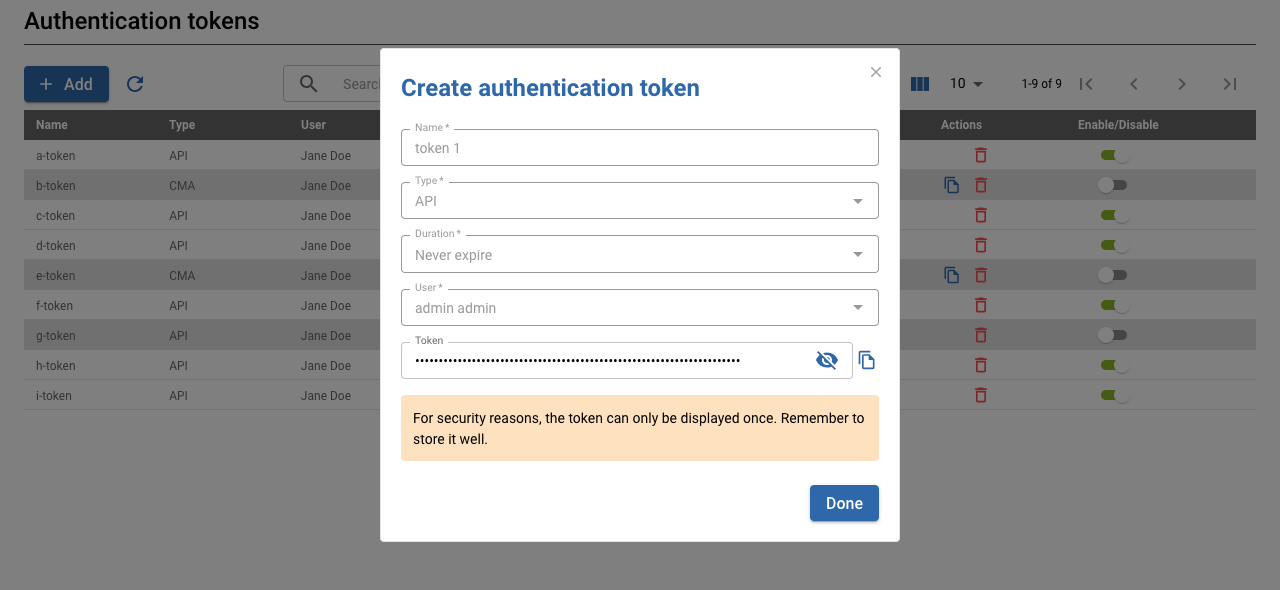 Authentication tokens
Add
Search
10
1-9 of 9
Name Type User Actions Enable/Disable
a-token API Jane Doe
b-token CMA Jane Doe
c-token API Jane Doe
d-token API Jane Doe
e-token CMA Jane Doe
f-token API Jane Doe
g-token API Jane Doe
h-token API Jane Doe
i-token API Jane Doe
Create authentication token
Name *
token 1
Type *
API
Duration *
Never expire
User *
admin admin
Token
For security reasons, the token can only be displayed once. Remember to
store it well.
Done